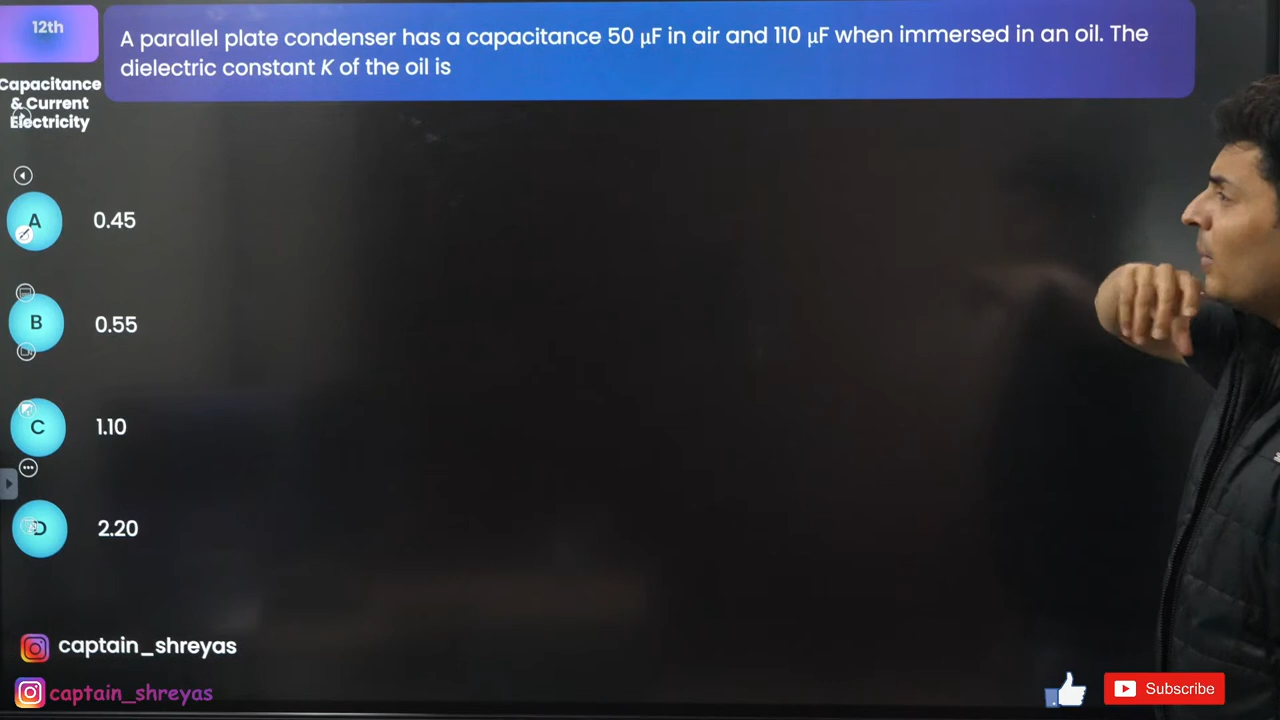 12th
A parallel plate condenser has a capacitance 50 μF in air and 110 μF when immersed in an oil. The
dielectric constant K of the oil is
Capacitance
& Current
Electricity
A 0.45
B 0.55
C 1.10
D 2.20
captain_shreyas
captain_shreyas
Subscribe